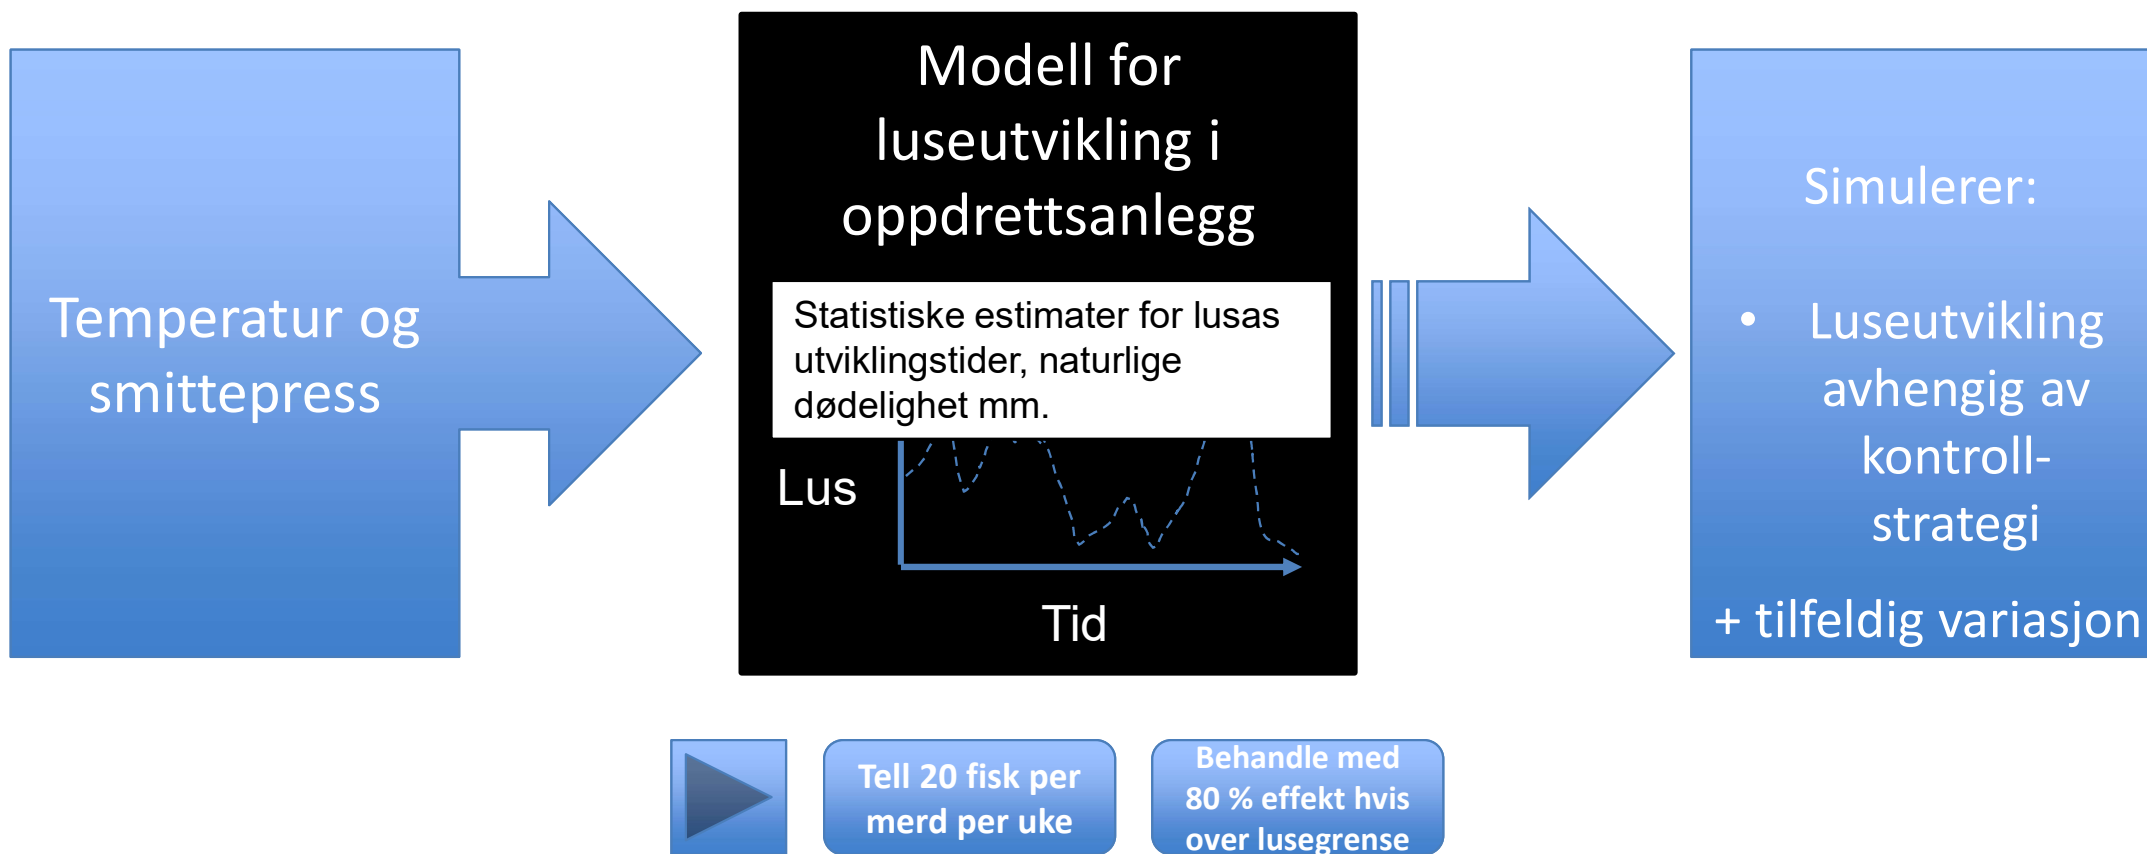 Temperatur og
smittepress
Modell for
luseutvikling i
oppdrettsanlegg
Statistiske estimater for lusas
utviklingstider, naturlige
dødelighet mm.
Lus
Tid
Simulerer:
• Luseutvikling
avhengig av
kontroll-
strategi
+ tilfeldig variasjon
Tell 20 fisk per
merd per uke
Behandle med
80 % effekt hvis
over lusegrense